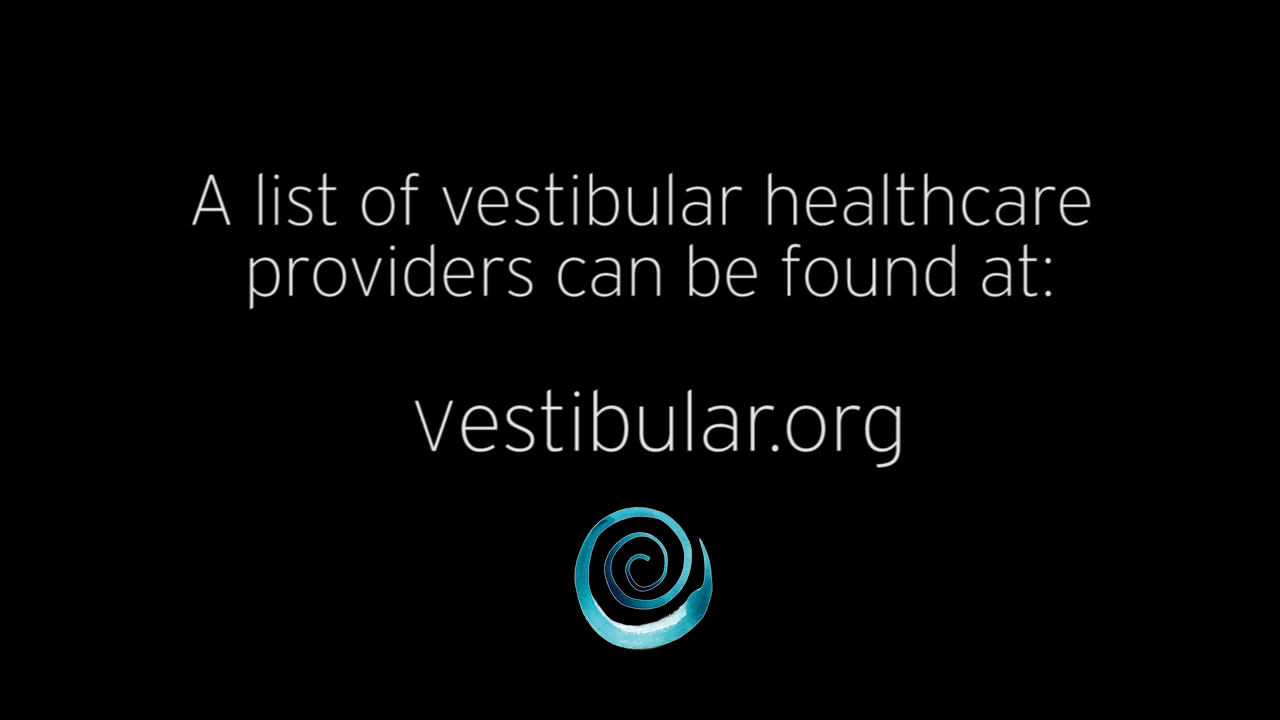 A list of vestibular healthcare
providers can be found at:
vestibular.org